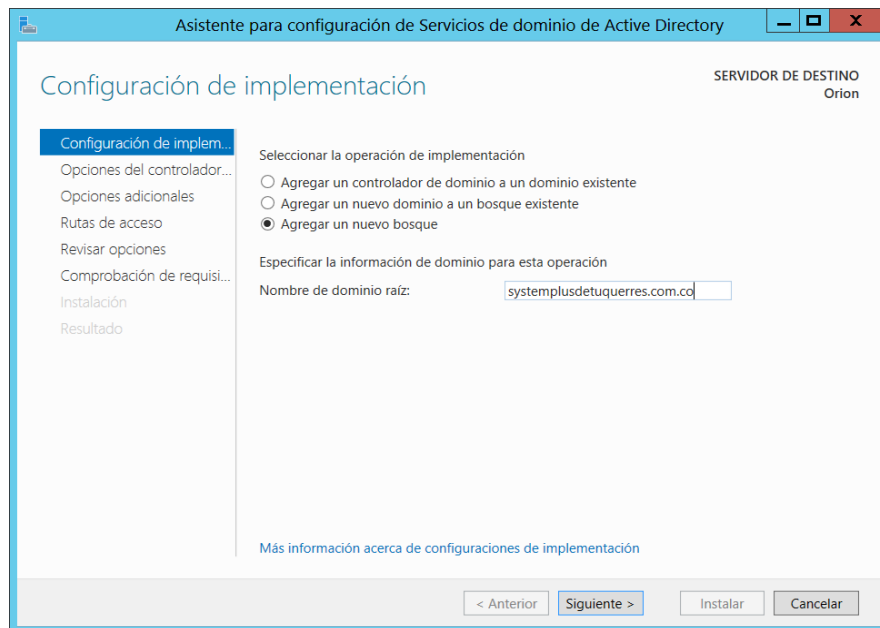 Asistente para configuración de Servicios de dominio de Active Directory
Configuración de implementación
SERVIDOR DE DESTINO
Orion
Configuración de implem...
Opciones del controlador...
Opciones adicionales
Rutas de acceso
Revisar opciones
Comprobación de requisi...
Instalación
Resultado
Seleccionar la operación de implementación
Agregar un controlador de dominio a un dominio existente
Agregar un nuevo dominio a un bosque existente
Agregar un nuevo bosque
Especificar la información de dominio para esta operación
Nombre de dominio raíz: systemplusdetuquerres.com.co
Más información acerca de configuraciones de implementación
< Anterior Siguiente > Instalar Cancelar